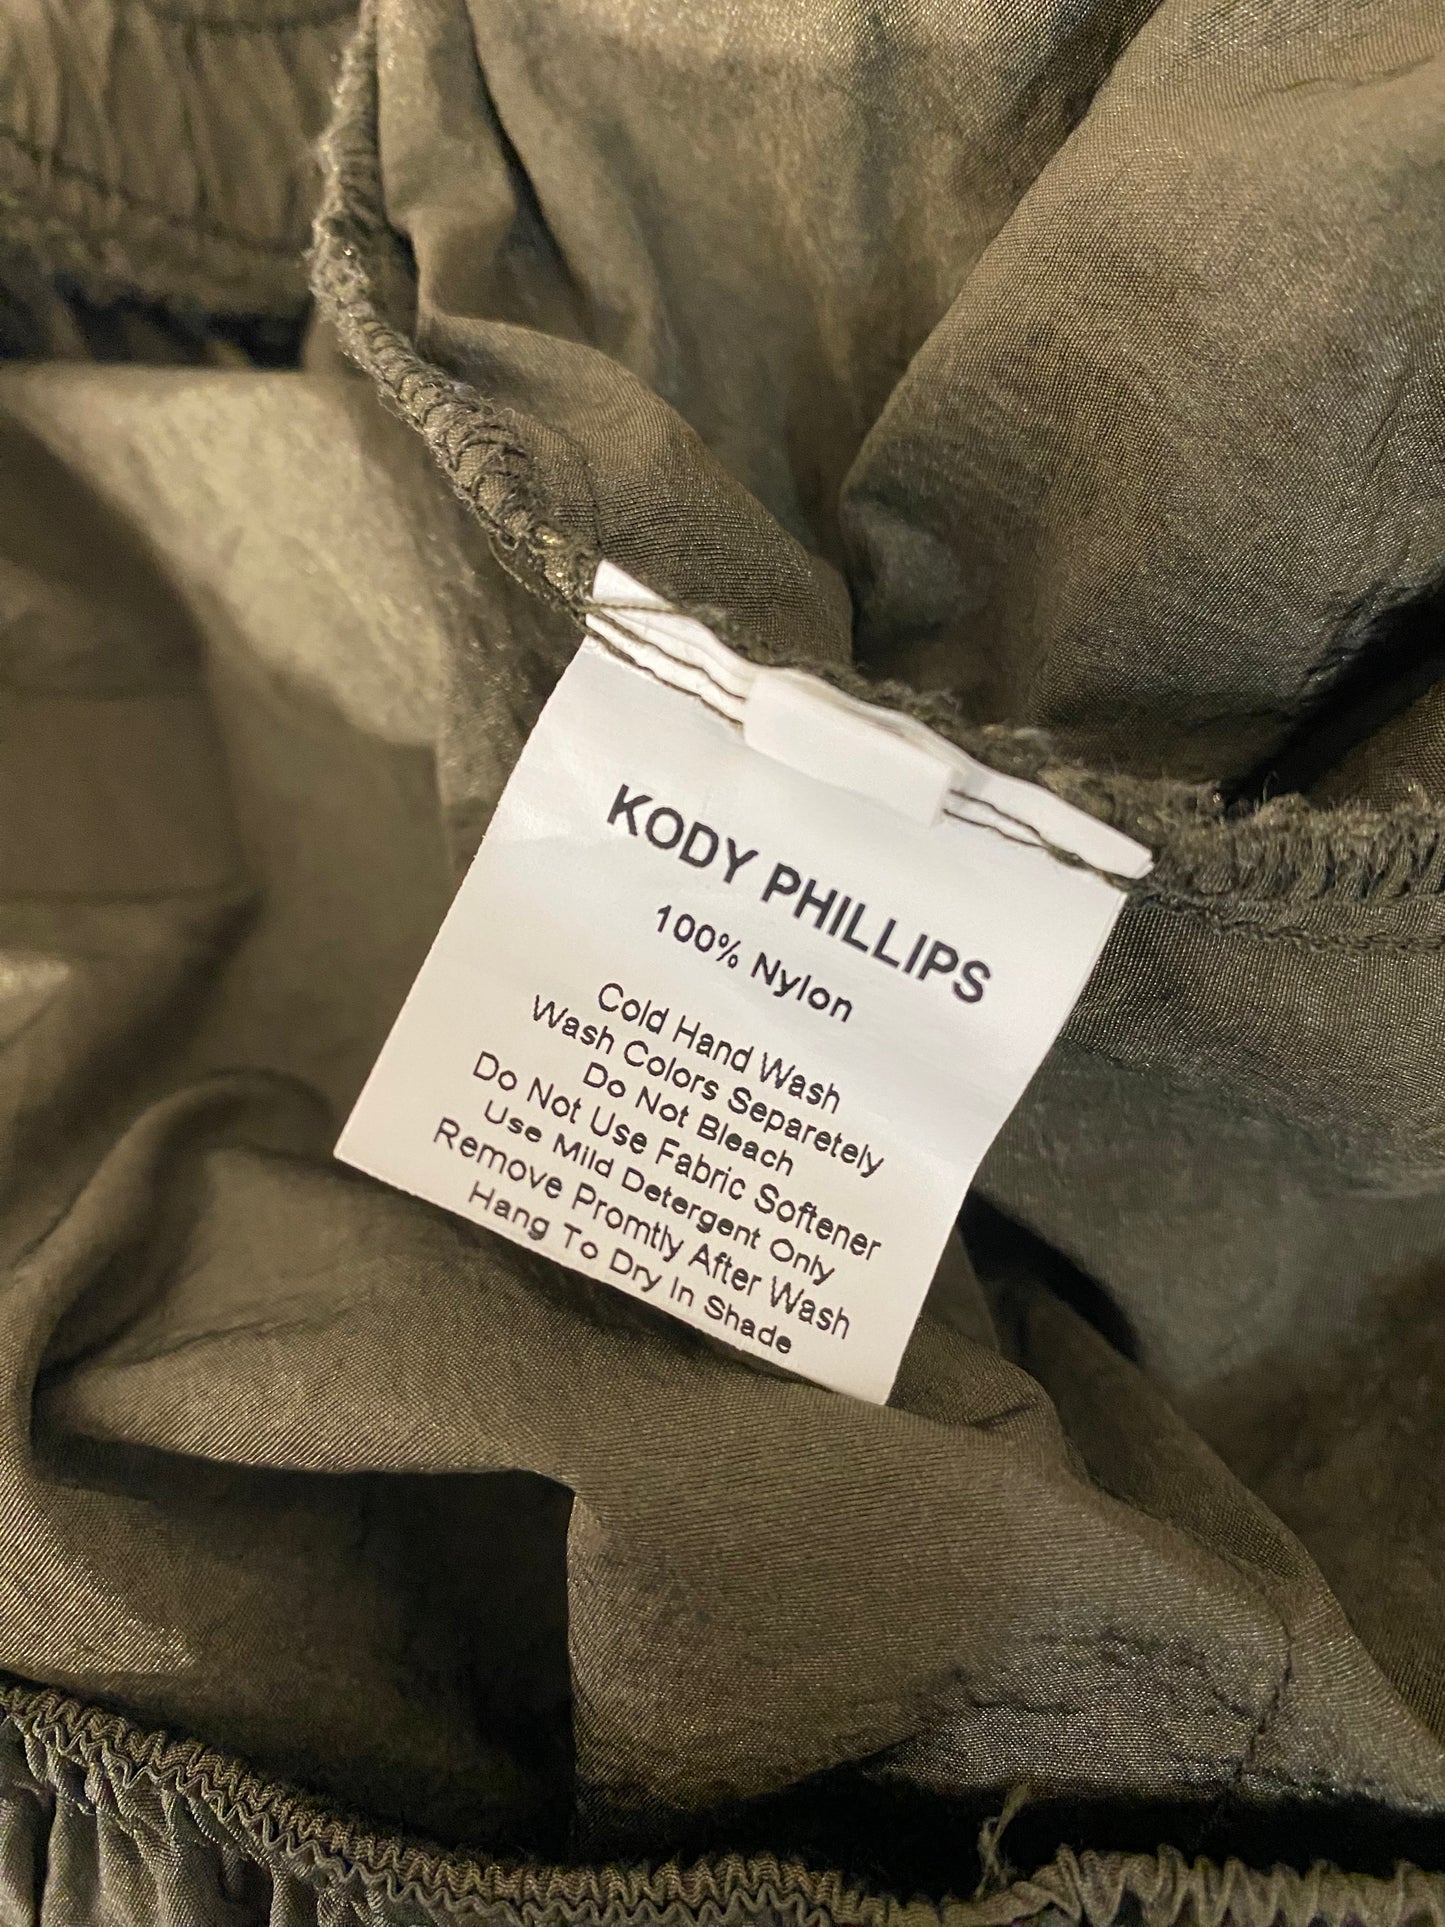 KODY PHILLIPS
100% Nylon
Cold Hand Wash
Wash Colors Separetely
Do Not Bleach
Do Not Use Fabric Softener
Use Mild Detergent Only
Remove Promtly After Wash
Hang To Dry In Shade